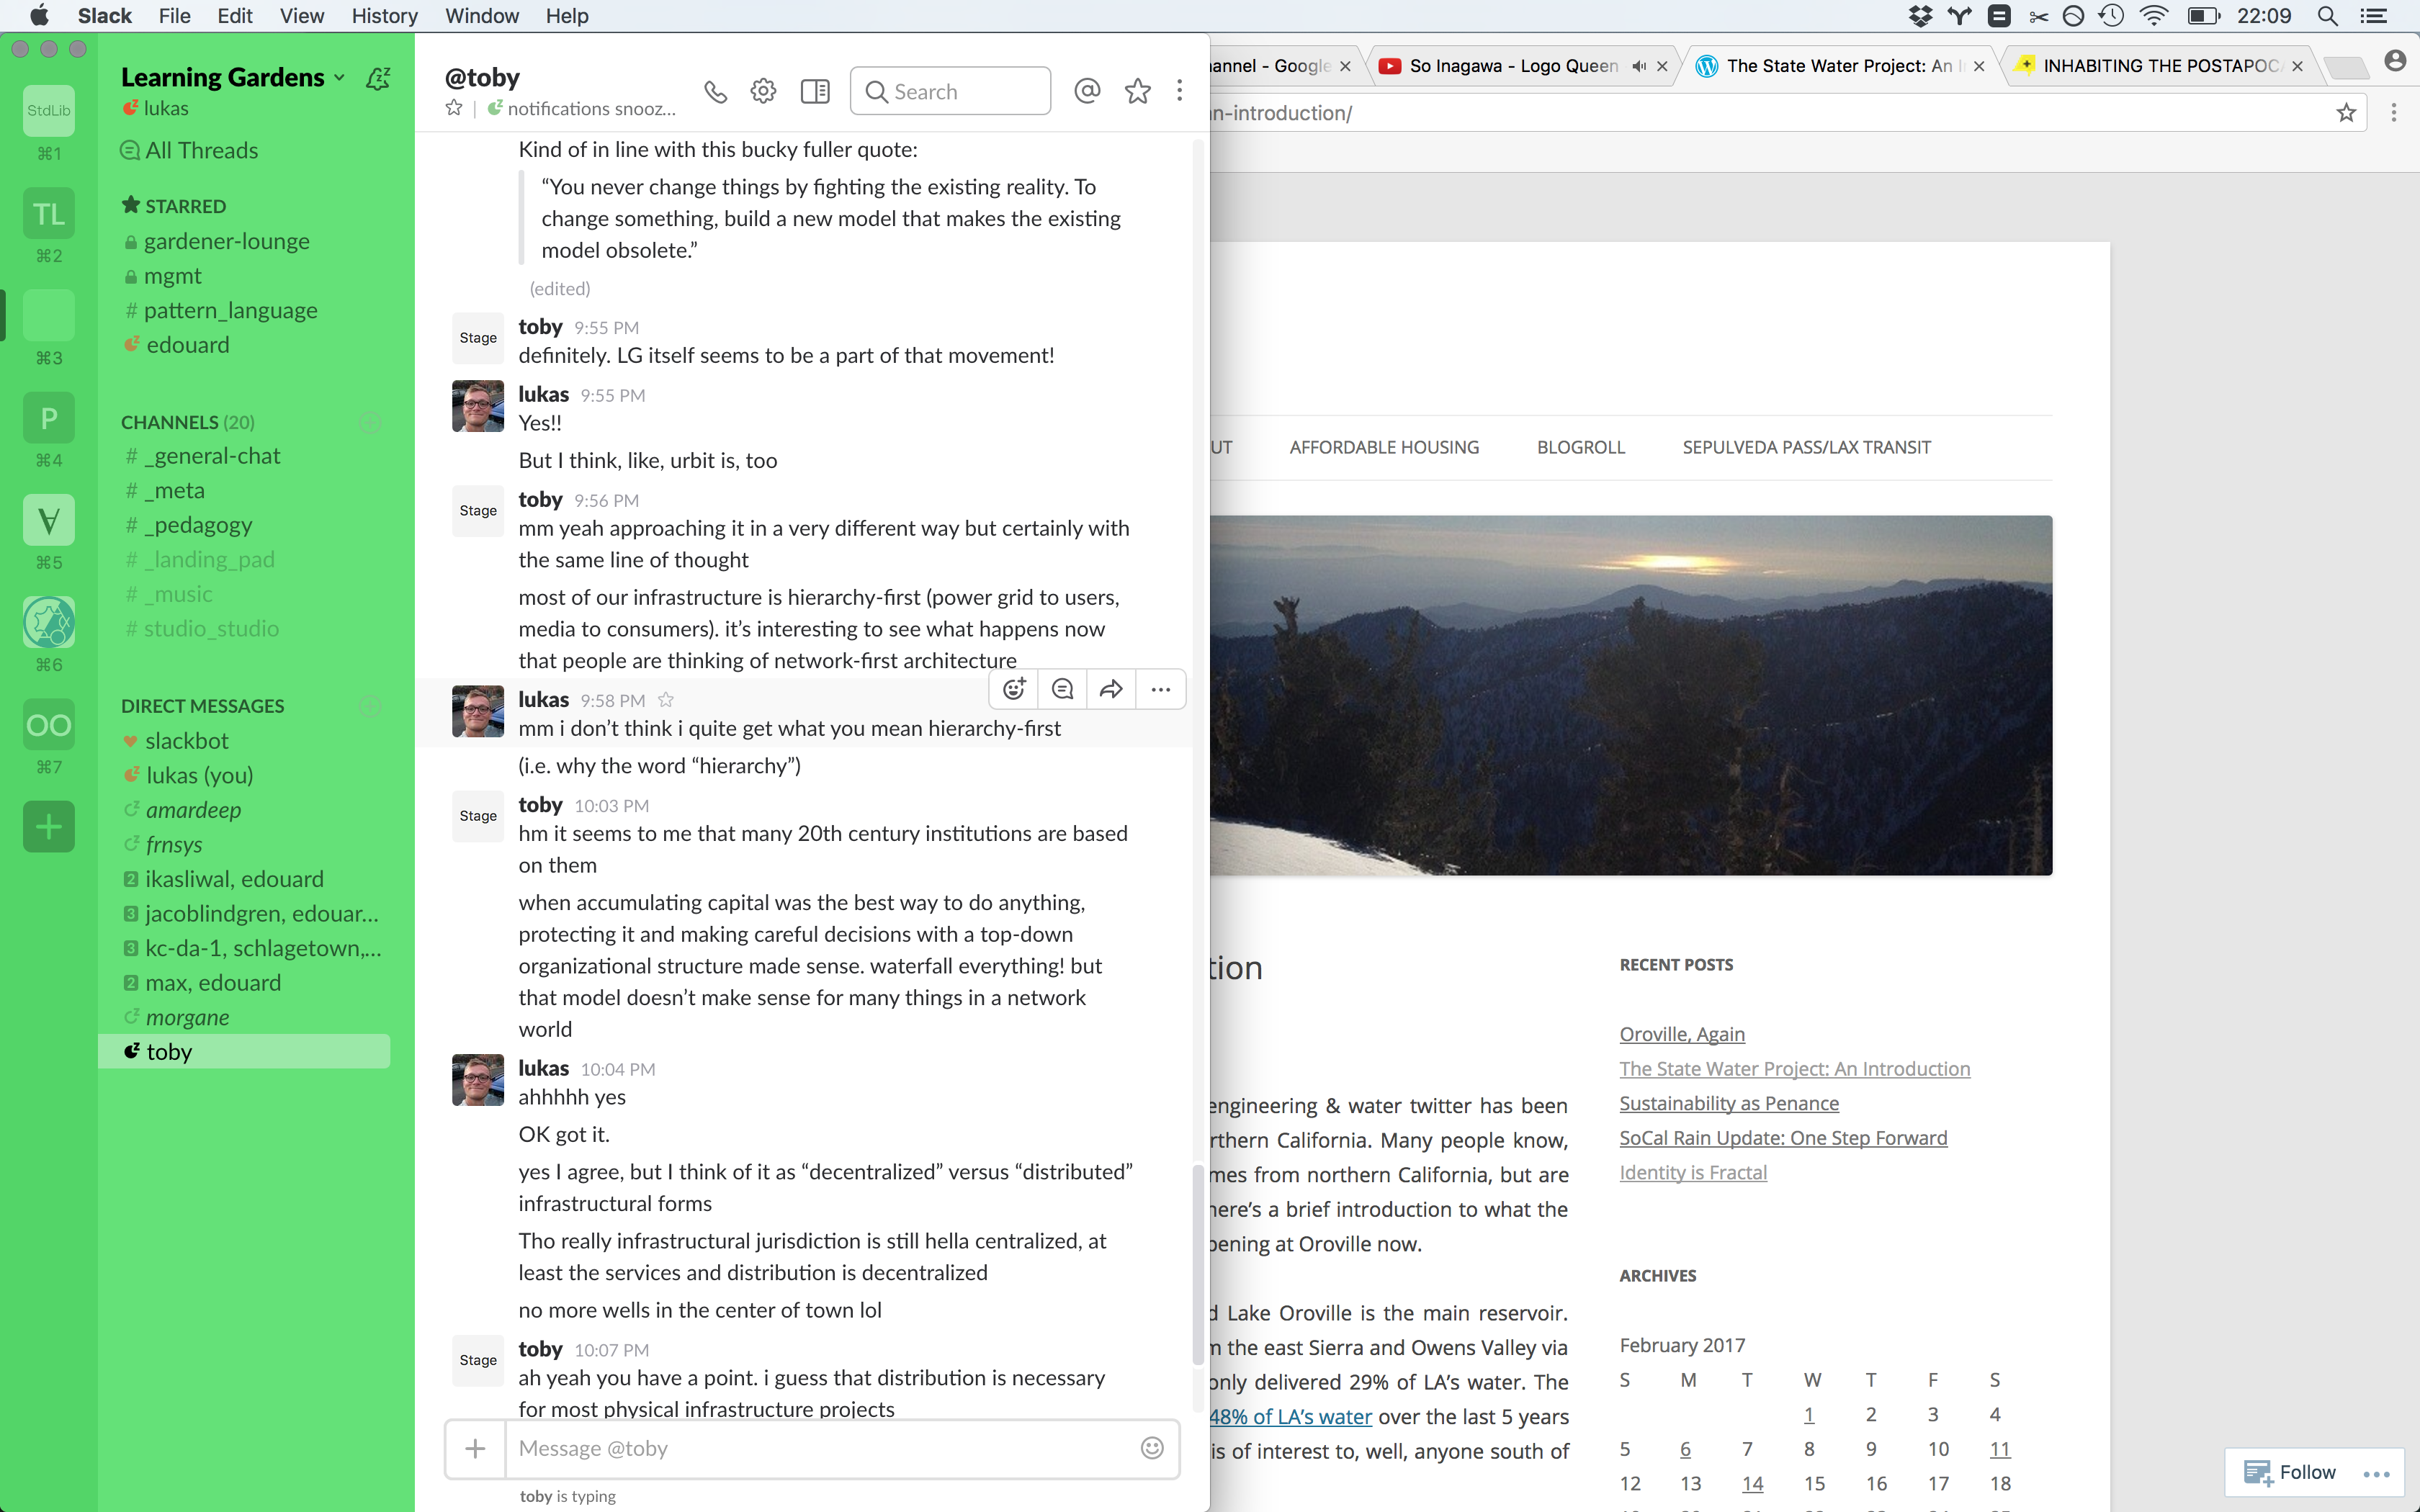 Slack File Edit View History Window Help
22:09
StdLib
⌘1
TL
⌘2
⌘3
P
⌘4
∀
⌘5
⌘6
OO
⌘7
Learning Gardens
lukas
All Threads
STARRED
gardener-lounge
mgmt
# pattern_language
edouard
CHANNELS (20)
# _general-chat
# _meta
# _pedagogy
# _landing_pad
# _music
# studio_studio
DIRECT MESSAGES
slackbot
lukas (you)
amardeep
frnsys
2 ikasliwal, edouard
3 jacoblindgren, edouar...
3 kc-da-1, schlagetown,...
2 max, edouard
morgane
toby
@toby
notifications snooz...
Search
Kind of in line with this bucky fuller quote:
“You never change things by fighting the existing reality. To
change something, build a new model that makes the existing
model obsolete.”
(edited)
Stage
toby 9:55 PM
definitely. LG itself seems to be a part of that movement!
lukas 9:55 PM
Yes!!
But I think, like, urbit is, too
Stage
toby 9:56 PM
mm yeah approaching it in a very different way but certainly with
the same line of thought
most of our infrastructure is hierarchy-first (power grid to users,
media to consumers). it’s interesting to see what happens now
that people are thinking of network-first architecture
lukas 9:58 PM
mm i don’t think i quite get what you mean hierarchy-first
(i.e. why the word “hierarchy”)
Stage
toby 10:03 PM
hm it seems to me that many 20th century institutions are based
on them
when accumulating capital was the best way to do anything,
protecting it and making careful decisions with a top-down
organizational structure made sense. waterfall everything! but
that model doesn’t make sense for many things in a network
world
lukas 10:04 PM
ahhhhh yes
OK got it.
yes I agree, but I think of it as “decentralized” versus “distributed”
infrastructural forms
Tho really infrastructural jurisdiction is still hella centralized, at
least the services and distribution is decentralized
no more wells in the center of town lol
Stage
toby 10:07 PM
ah yeah you have a point. i guess that distribution is necessary
for most physical infrastructure projects
Message @toby
toby is typing
annel - Google
So Inagawa - Logo Queen
The State Water Project: An I
INHABITING THE POSTAPOC
n-introduction/
UT AFFORDABLE HOUSING BLOGROLL SEPULVEDA PASS/LAX TRANSIT
tion
engineering & water twitter has been
rthern California. Many people know,
mes from northern California, but are
here’s a brief introduction to what the
pening at Oroville now.
d Lake Oroville is the main reservoir.
n the east Sierra and Owens Valley via
only delivered 29% of LA’s water. The
48% of LA’s water over the last 5 years
is of interest to, well, anyone south of
RECENT POSTS
Oroville, Again
The State Water Project: An Introduction
Sustainability as Penance
SoCal Rain Update: One Step Forward
Identity is Fractal
ARCHIVES
February 2017
S M T W T F S
1 2 3 4
5 6 7 8 9 10 11
12 13 14 15 16 17 18
Follow